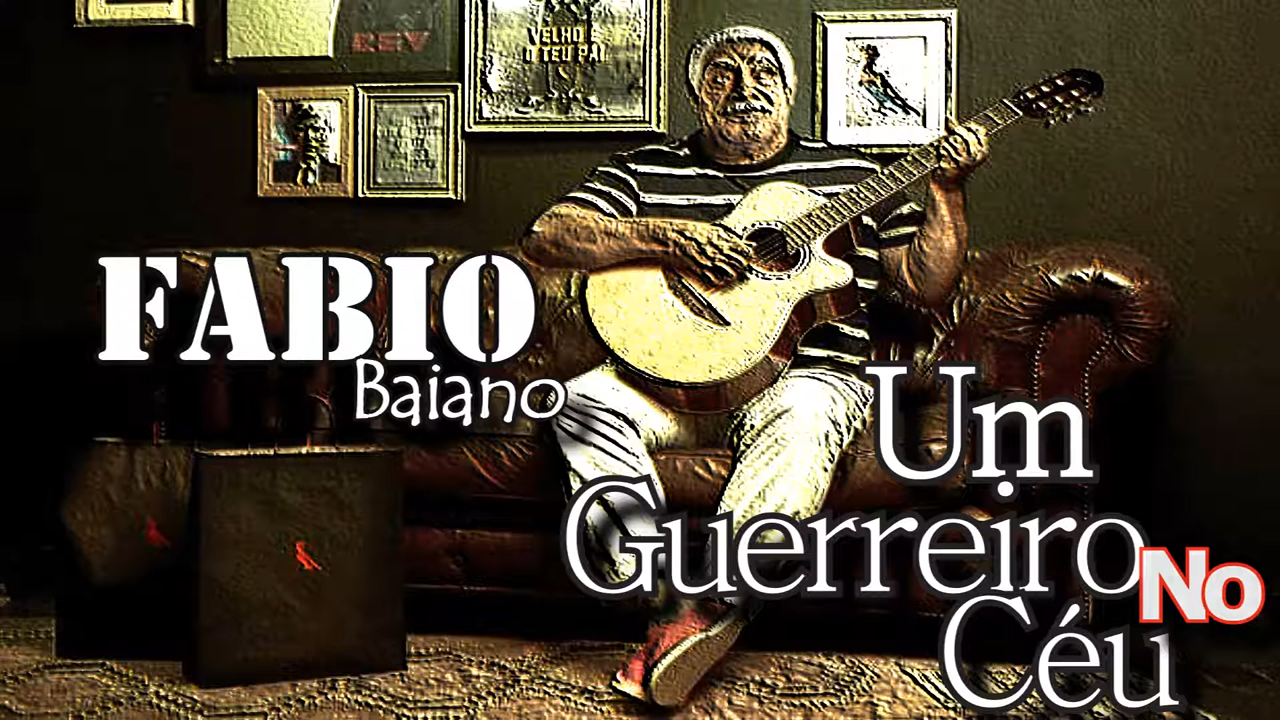 VELHO É
O TEU PAI
FABIO
Baiano
Um
Guerreiro No
Céu